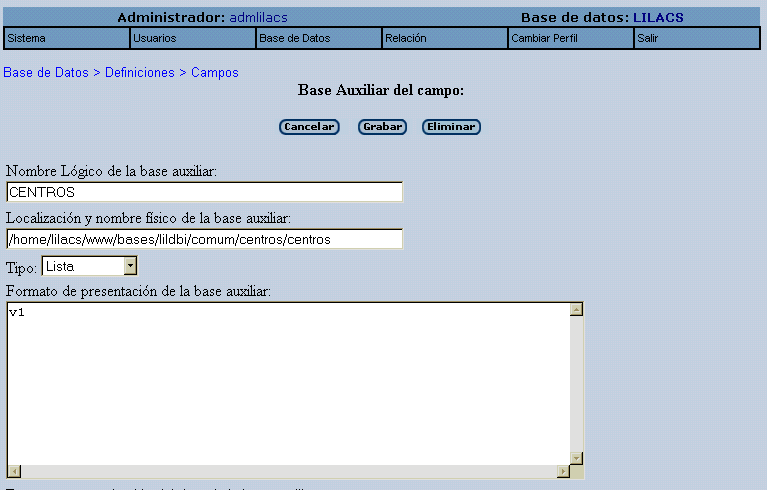 Administrador: admlilacs Base de datos: LILACS
Sistema Usuarios Base de Datos Relación Cambiar Perfil Salir
Base de Datos > Definiciones > Campos
Base Auxiliar del campo:
Cancelar Grabar Eliminar
Nombre Lógico de la base auxiliar:
CENTROS
Localización y nombre físico de la base auxiliar:
/home/lilacs/www/bases/lildbi/comum/centros/centros
Tipo: Lista
Formato de presentación de la base auxiliar:
v1